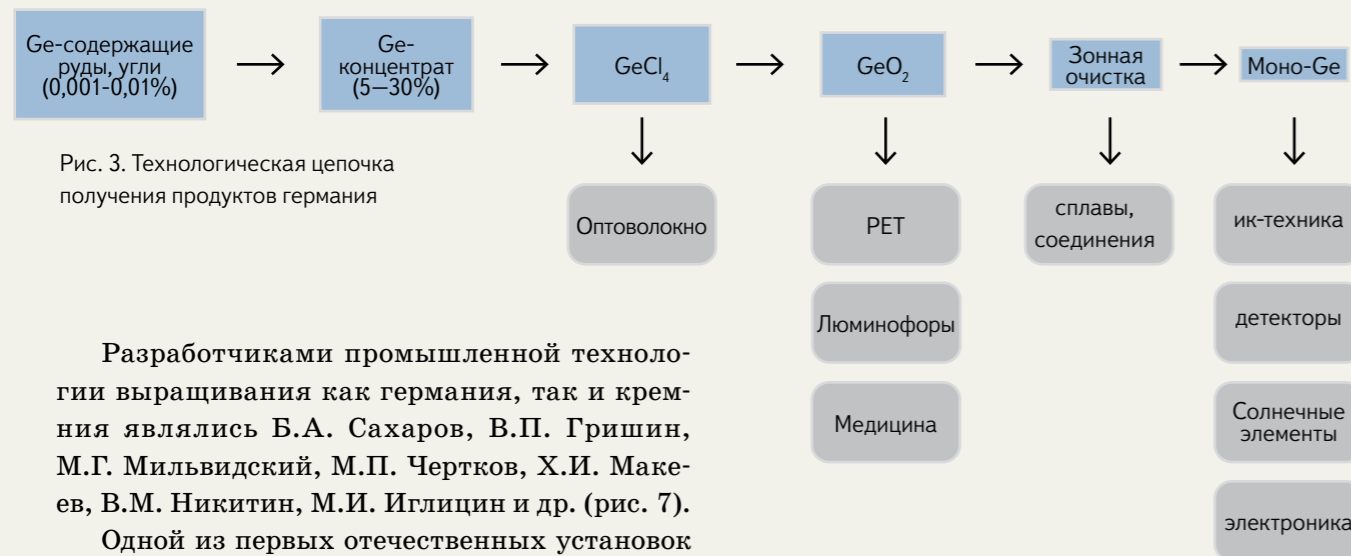 Ge-содержащие
руды, угли
(0,001-0,01%)
Ge-
концентрат
(5—30%)
GeCl4
GeO2
Зонная
очистка
Моно-Ge
Рис. 3. Технологическая цепочка
получения продуктов германия
Оптоволокно
PET
Люминофоры
Медицина
сплавы,
соединения
ик-техника
детекторы
Солнечные
элементы
электроника
Разработчиками промышленной техноло-
гии выращивания как германия, так и крем-
ния являлись Б.А. Сахаров, В.П. Гришин,
М.Г. Мильвидский, М.П. Чертков, Х.И. Маке-
ев, В.М. Никитин, М.И. Иглицин и др. (рис. 7).
Одной из первых отечественных установок